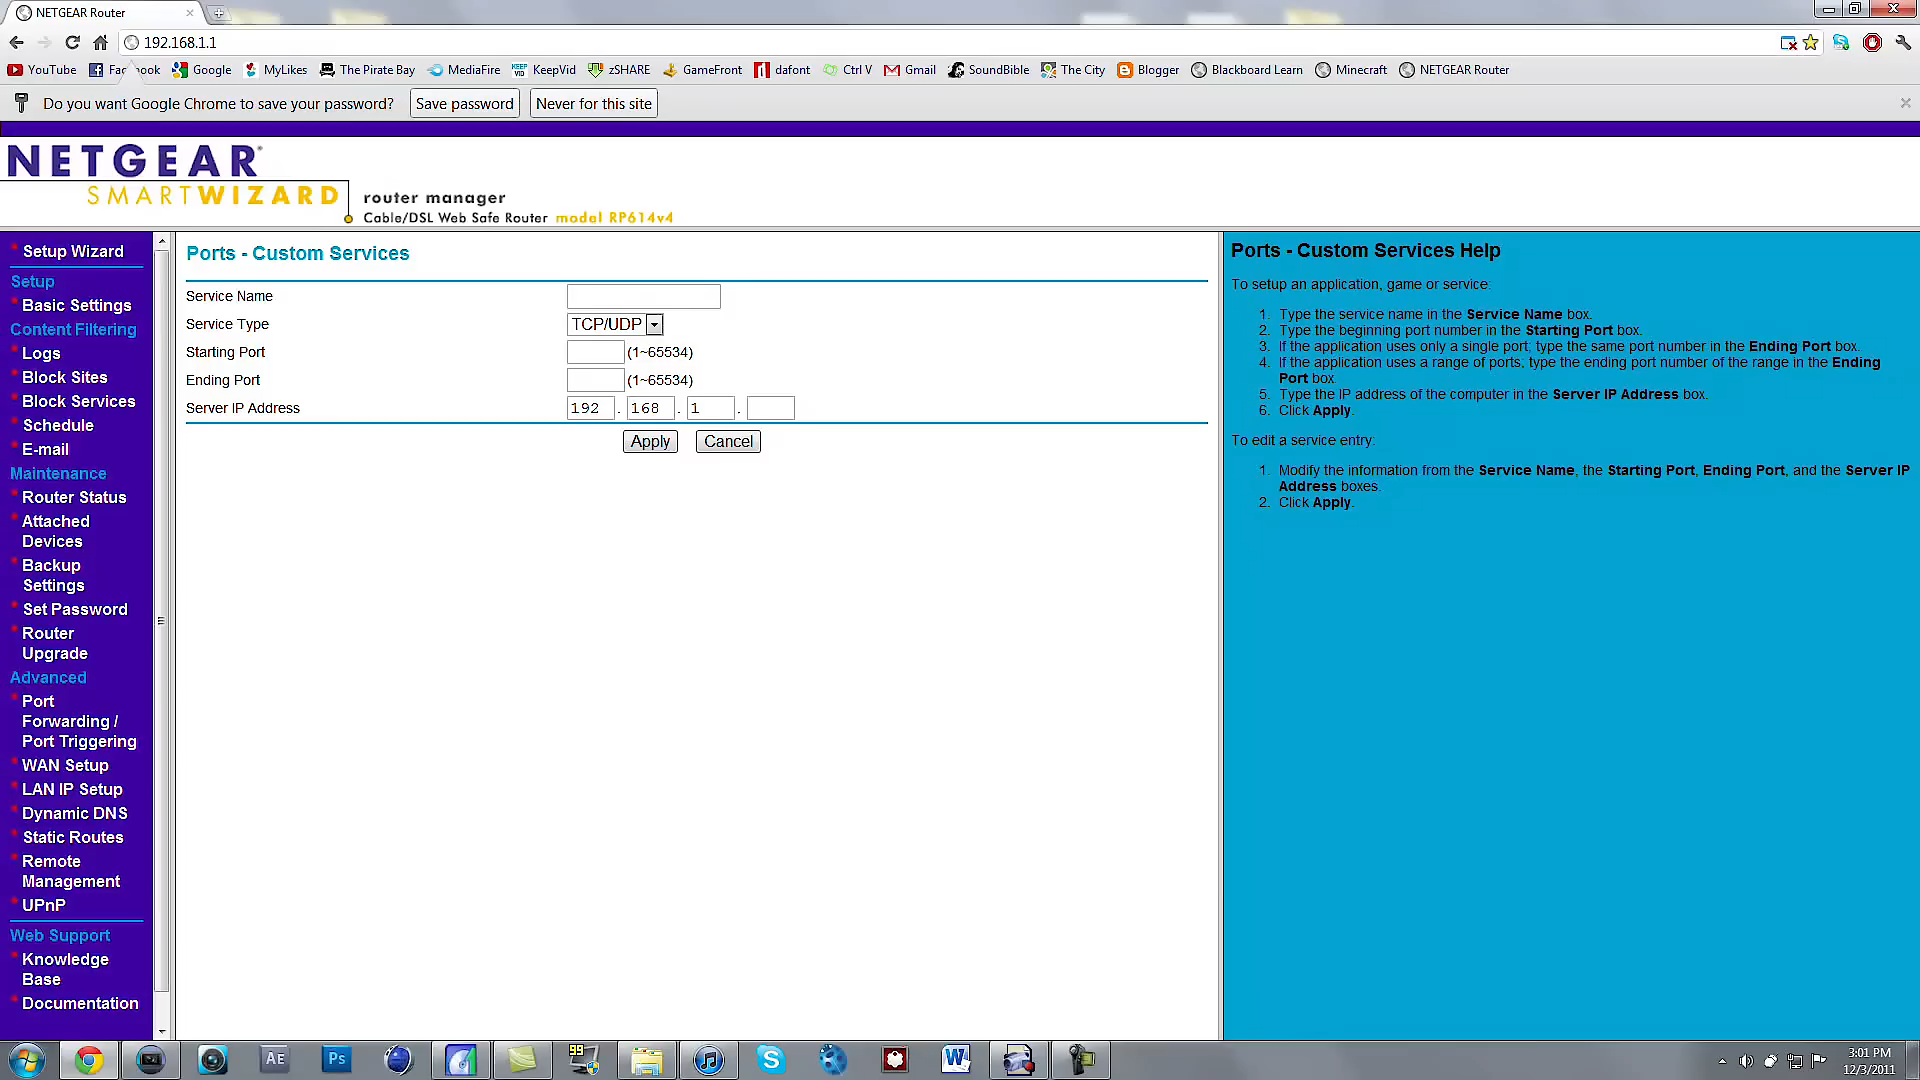 NETGEAR Router
192.168.1.1
YouTube Facebook Google MyLikes The Pirate Bay MediaFire KeepVid zSHARE GameFront dafont Ctrl V Gmail SoundBible The City Blogger Blackboard Learn Minecraft NETGEAR Router
Do you want Google Chrome to save your password? Save password Never for this site
NETGEAR
SMARTWIZARD router manager
Cable/DSL Web Safe Router model RP614v4
Setup Wizard
Setup
Basic Settings
Content Filtering
Logs
Block Sites
Block Services
Schedule
E-mail
Maintenance
Router Status
Attached
Devices
Backup
Settings
Set Password
Router
Upgrade
Advanced
Port
Forwarding /
Port Triggering
WAN Setup
LAN IP Setup
Dynamic DNS
Static Routes
Remote
Management
UPnP
Web Support
Knowledge
Base
Documentation
Ports - Custom Services
Service Name
Service Type TCP/UDP
Starting Port (1~65534)
Ending Port (1~65534)
Server IP Address 192 . 168 . 1 .
Apply Cancel
Ports - Custom Services Help
To setup an application, game or service:
1. Type the service name in the Service Name box.
2. Type the beginning port number in the Starting Port box.
3. If the application uses only a single port; type the same port number in the Ending Port box.
4. If the application uses a range of ports; type the ending port number of the range in the Ending
Port box.
5. Type the IP address of the computer in the Server IP Address box.
6. Click Apply.
To edit a service entry:
1. Modify the information from the Service Name, the Starting Port, Ending Port, and the Server IP
Address boxes.
2. Click Apply.
AE Ps 99 S W
3:01 PM
12/3/2011